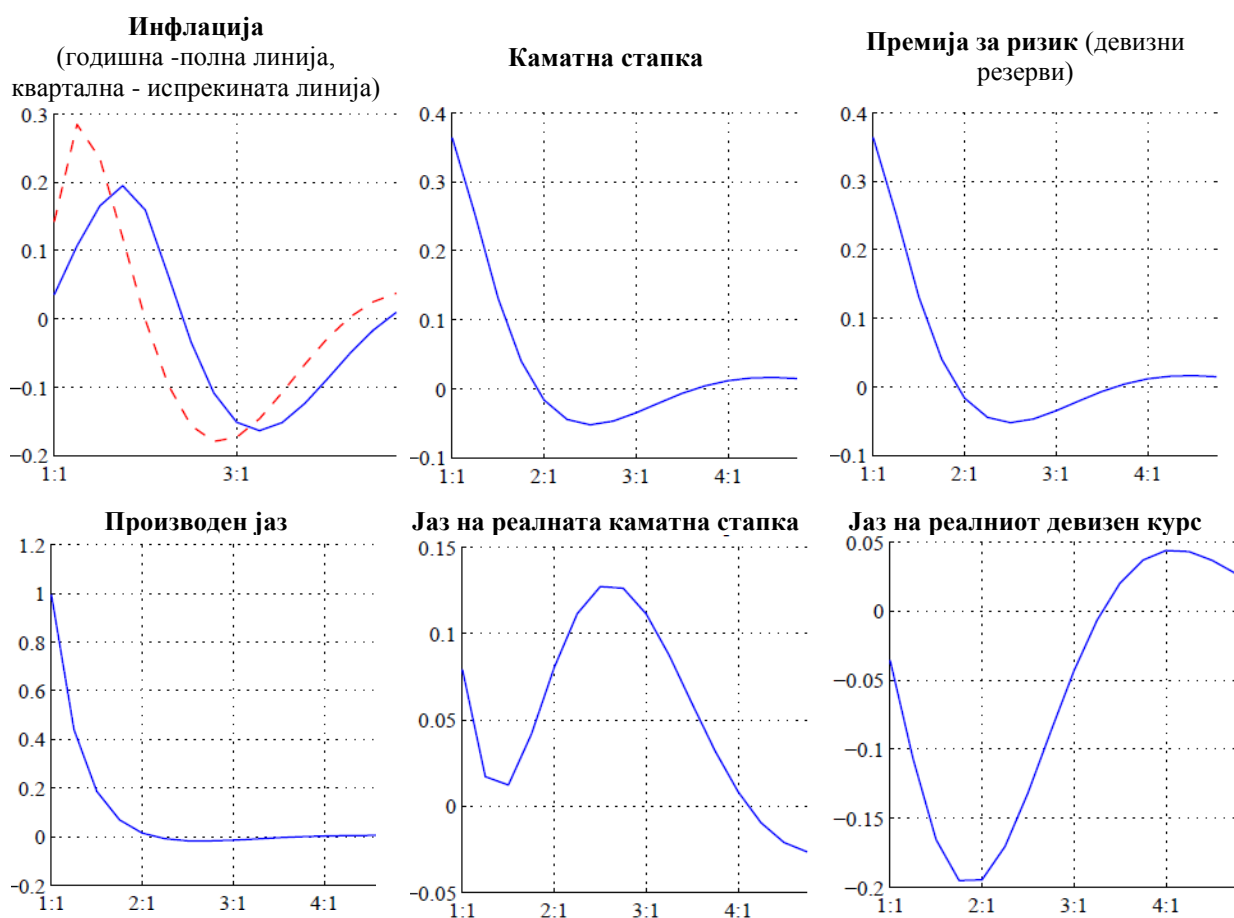 Инфлација
(годишна -полна линија,
квартална - испрекината линија)
Каматна стапка
Премија за ризик (девизни
резерви)
0.3
0.2
0.1
0
−0.1
−0.2
1:1 3:1
0.4
0.3
0.2
0.1
0
−0.1
1:1 2:1 3:1 4:1
0.4
0.3
0.2
0.1
0
−0.1
1:1 2:1 3:1 4:1
Производен јаз
Јаз на реалната каматна стапка
Јаз на реалниот девизен курс
1.2
1
0.8
0.6
0.4
0.2
0
−0.2
1:1 2:1 3:1 4:1
0.15
0.1
0.05
0
−0.05
1:1 2:1 3:1 4:1
0.05
0
−0.05
−0.1
−0.15
−0.2
1:1 2:1 3:1 4:1